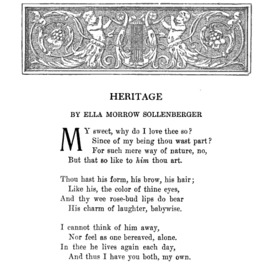 HERITAGE
BY ELLA MORROW SOLLENBERGER
MY sweet, why do I love thee so?
Since of my being thou wast part?
For such mere way of nature, no,
But that so like to him thou art.
Thou hast his form, his brow, his hair;
Like his, the color of thine eyes,
And thy wee rose-bud lips do bear
His charm of laughter, babywise.
I cannot think of him away,
Nor feel as one bereaved, alone.
In thee he lives again each day,
And thus I have you both, my own.